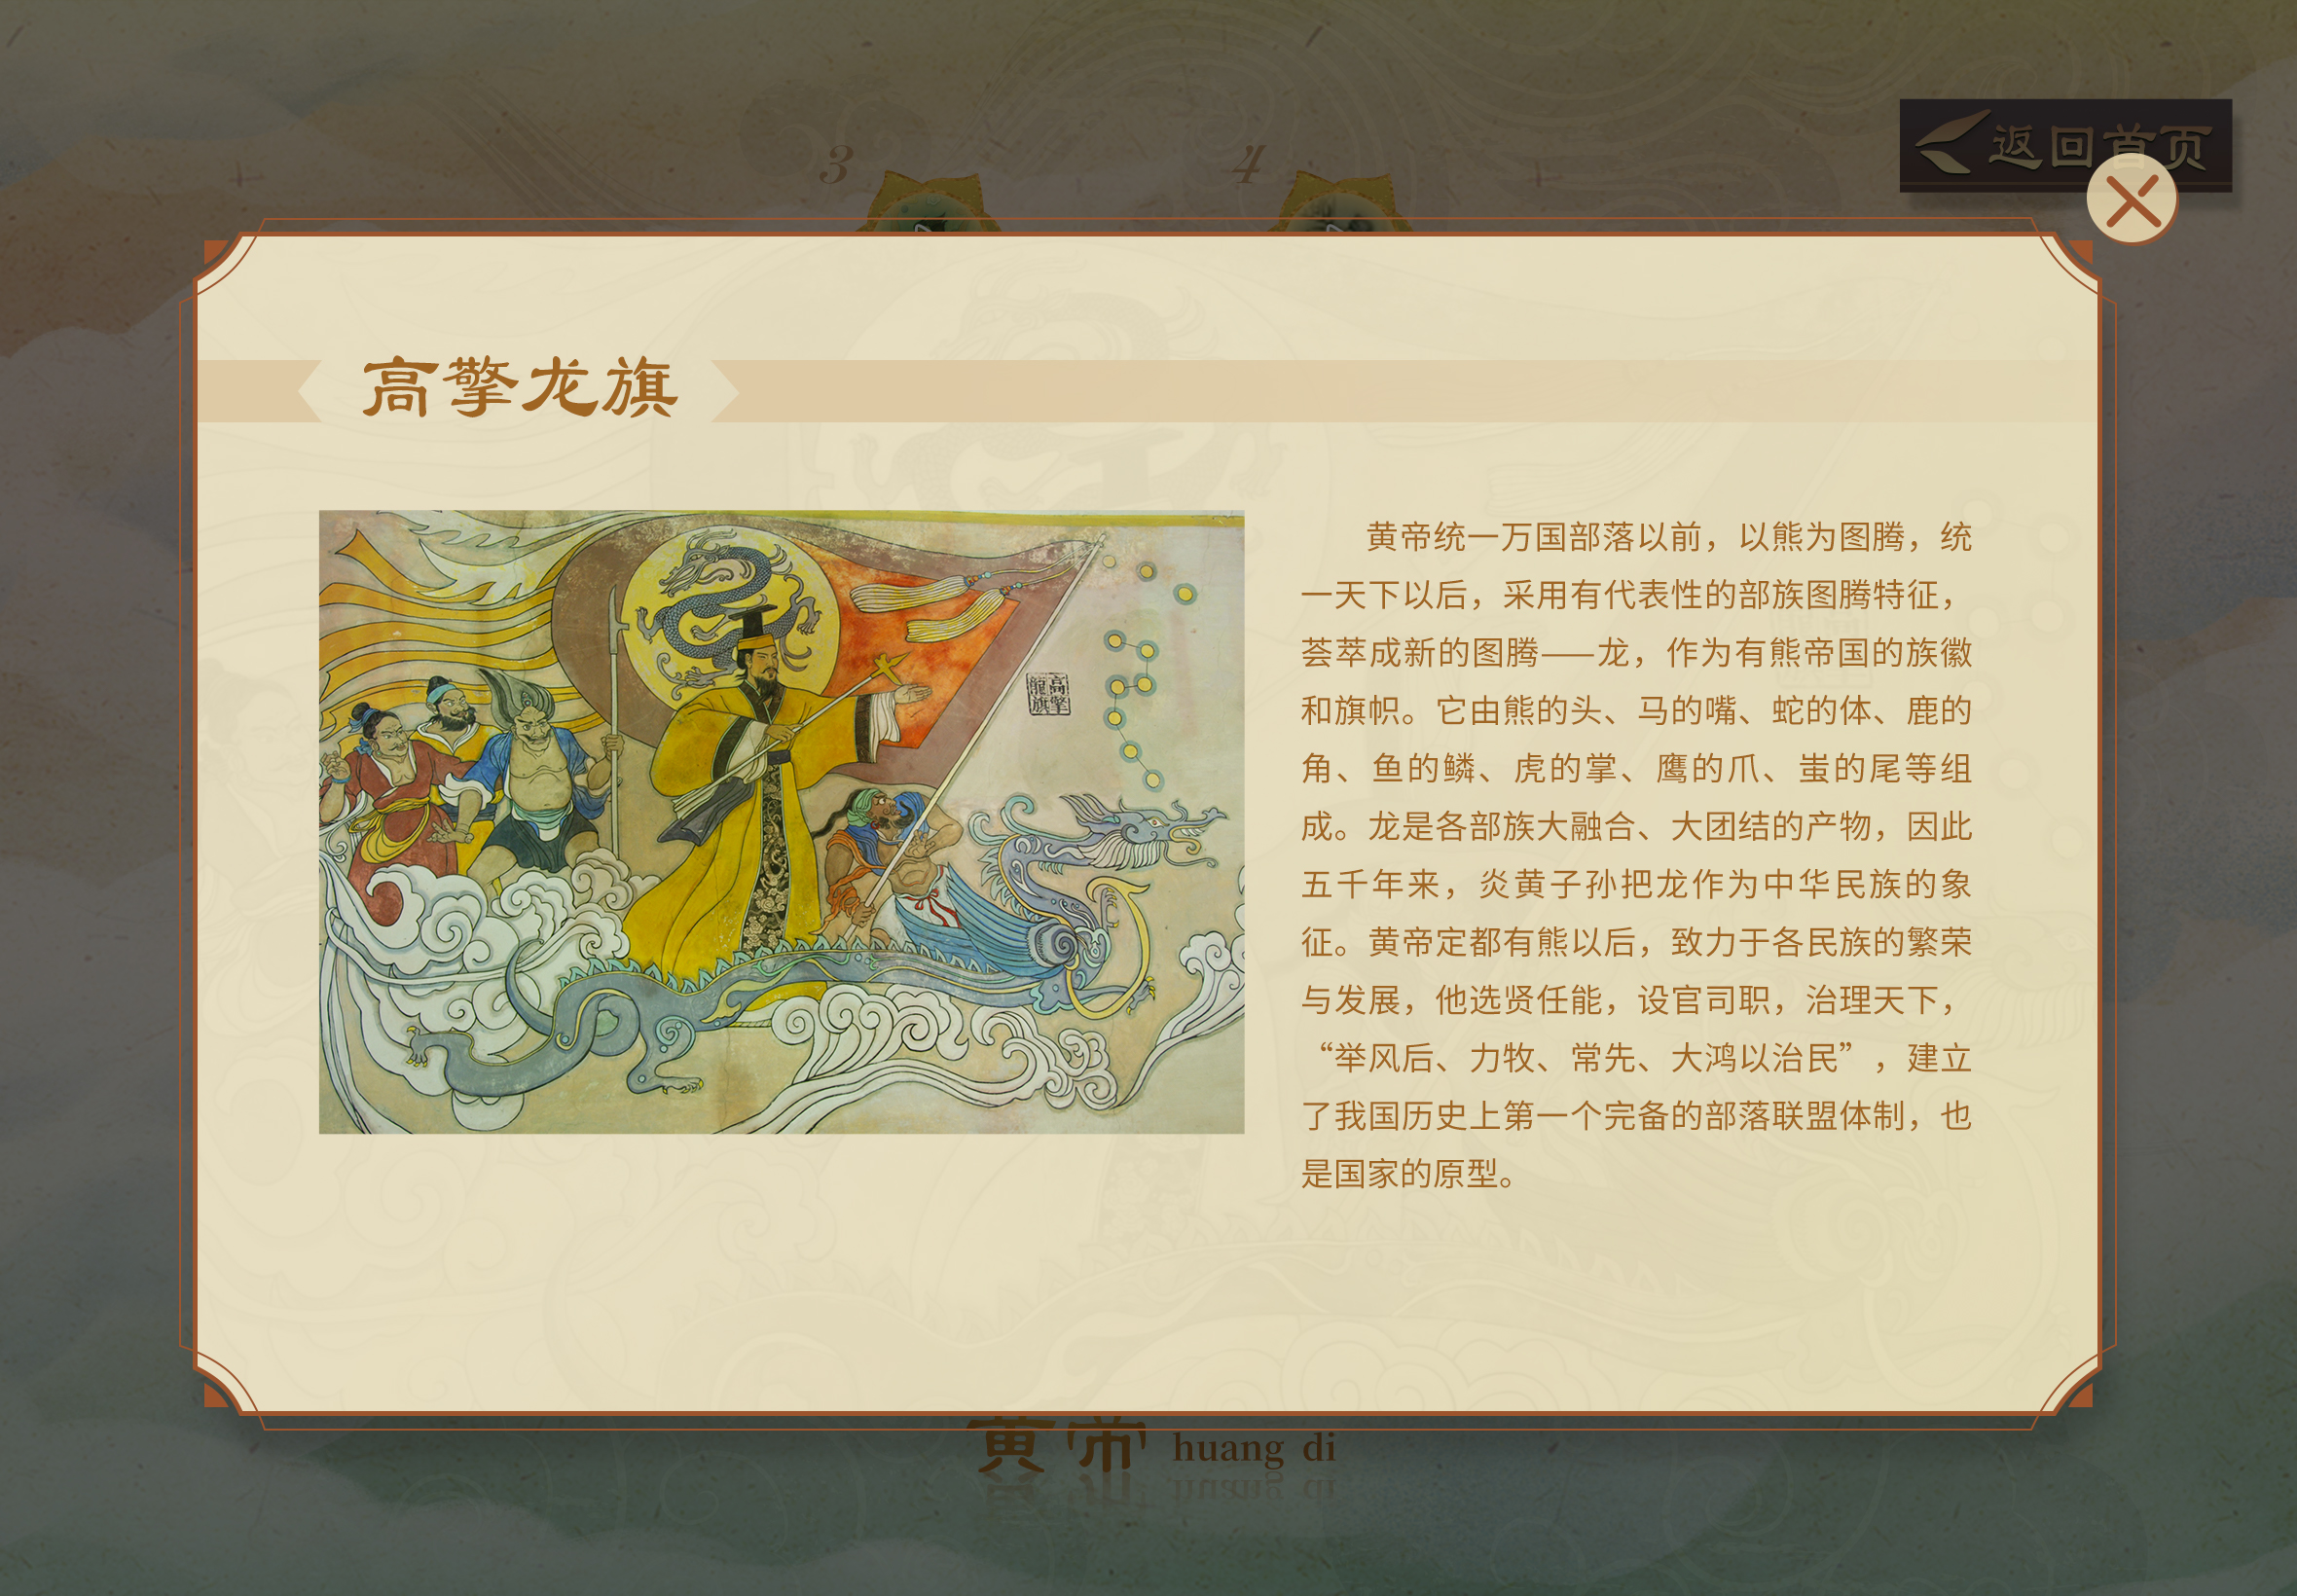 3
4
返回首页
高擎龙旗
高擎
龍旗
黄帝统一万国部落以前，以熊为图腾，统
一天下以后，采用有代表性的部族图腾特征，
荟萃成新的图腾——龙，作为有熊帝国的族徽
和旗帜。它由熊的头、马的嘴、蛇的体、鹿的
角、鱼的鳞、虎的掌、鹰的爪、蚩的尾等组
成。龙是各部族大融合、大团结的产物，因此
五千年来，炎黄子孙把龙作为中华民族的象
征。黄帝定都有熊以后，致力于各民族的繁荣
与发展，他选贤任能，设官司职，治理天下，
“举风后、力牧、常先、大鸿以治民”，建立
了我国历史上第一个完备的部落联盟体制，也
是国家的原型。
黄帝 huang di